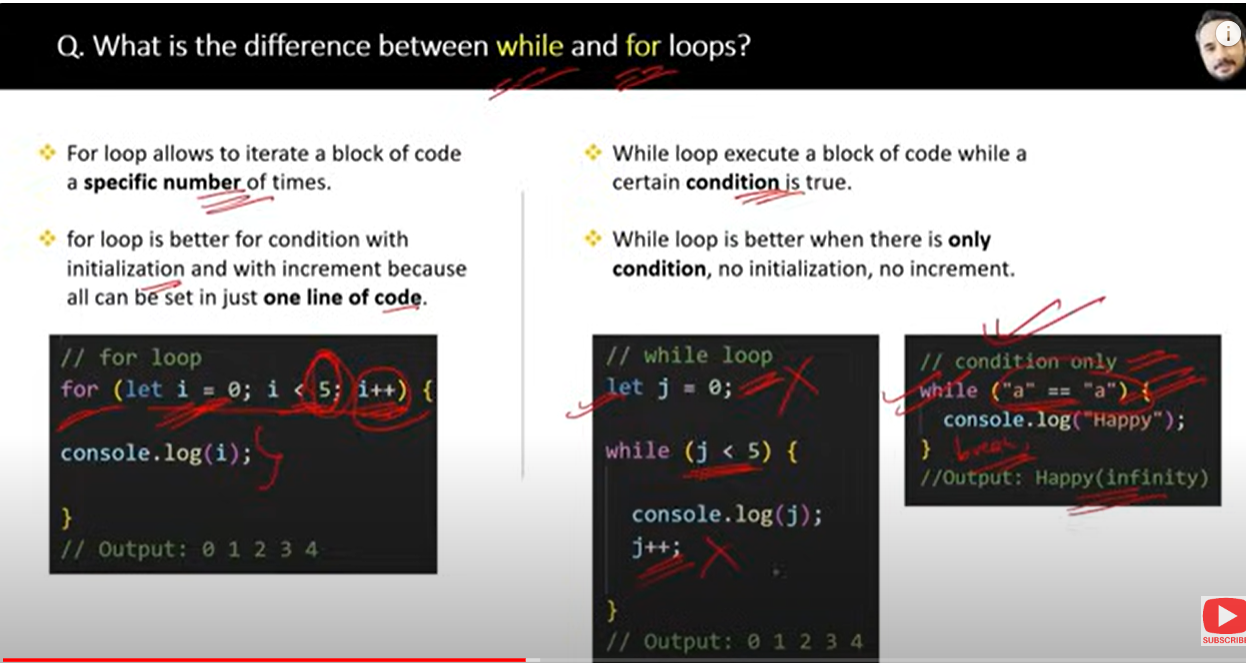 Q. What is the difference between while and for loops?
For loop allows to iterate a block of code
a specific number of times.
for loop is better for condition with
initialization and with increment because
all can be set in just one line of code.
// for loop
for (let i = 0; i < 5; i++) {
console.log(i);
}
// Output: 0 1 2 3 4
While loop execute a block of code while a
certain condition is true.
While loop is better when there is only
condition, no initialization, no increment.
// while loop
let j = 0;
while (j < 5) {
console.log(j);
j++;
}
// Output: 0 1 2 3 4
// condition only
while ("a" == "a") {
console.log("Happy");
} break;
//Output: Happy(infinity)
SUBSCRIBE